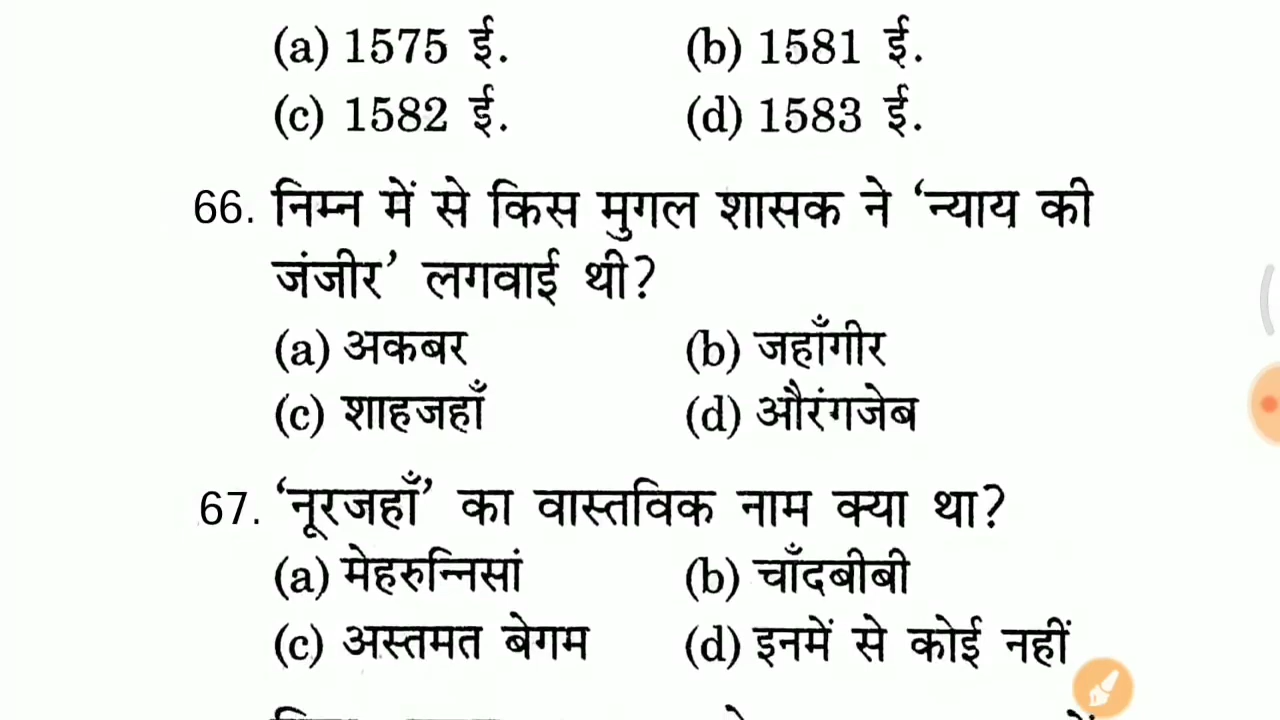 (a) 1575 ई. (b) 1581 ई.
(c) 1582 ई. (d) 1583 ई.
66. निम्न में से किस मुगल शासक ने ‘न्याय की
जंजीर’ लगवाई थी?
(a) अकबर (b) जहाँगीर
(c) शाहजहाँ (d) औरंगजेब
67. ‘नूरजहाँ’ का वास्तविक नाम क्या था?
(a) मेहरुन्निसां (b) चाँदबीबी
(c) अस्तमत बेगम (d) इनमें से कोई नहीं